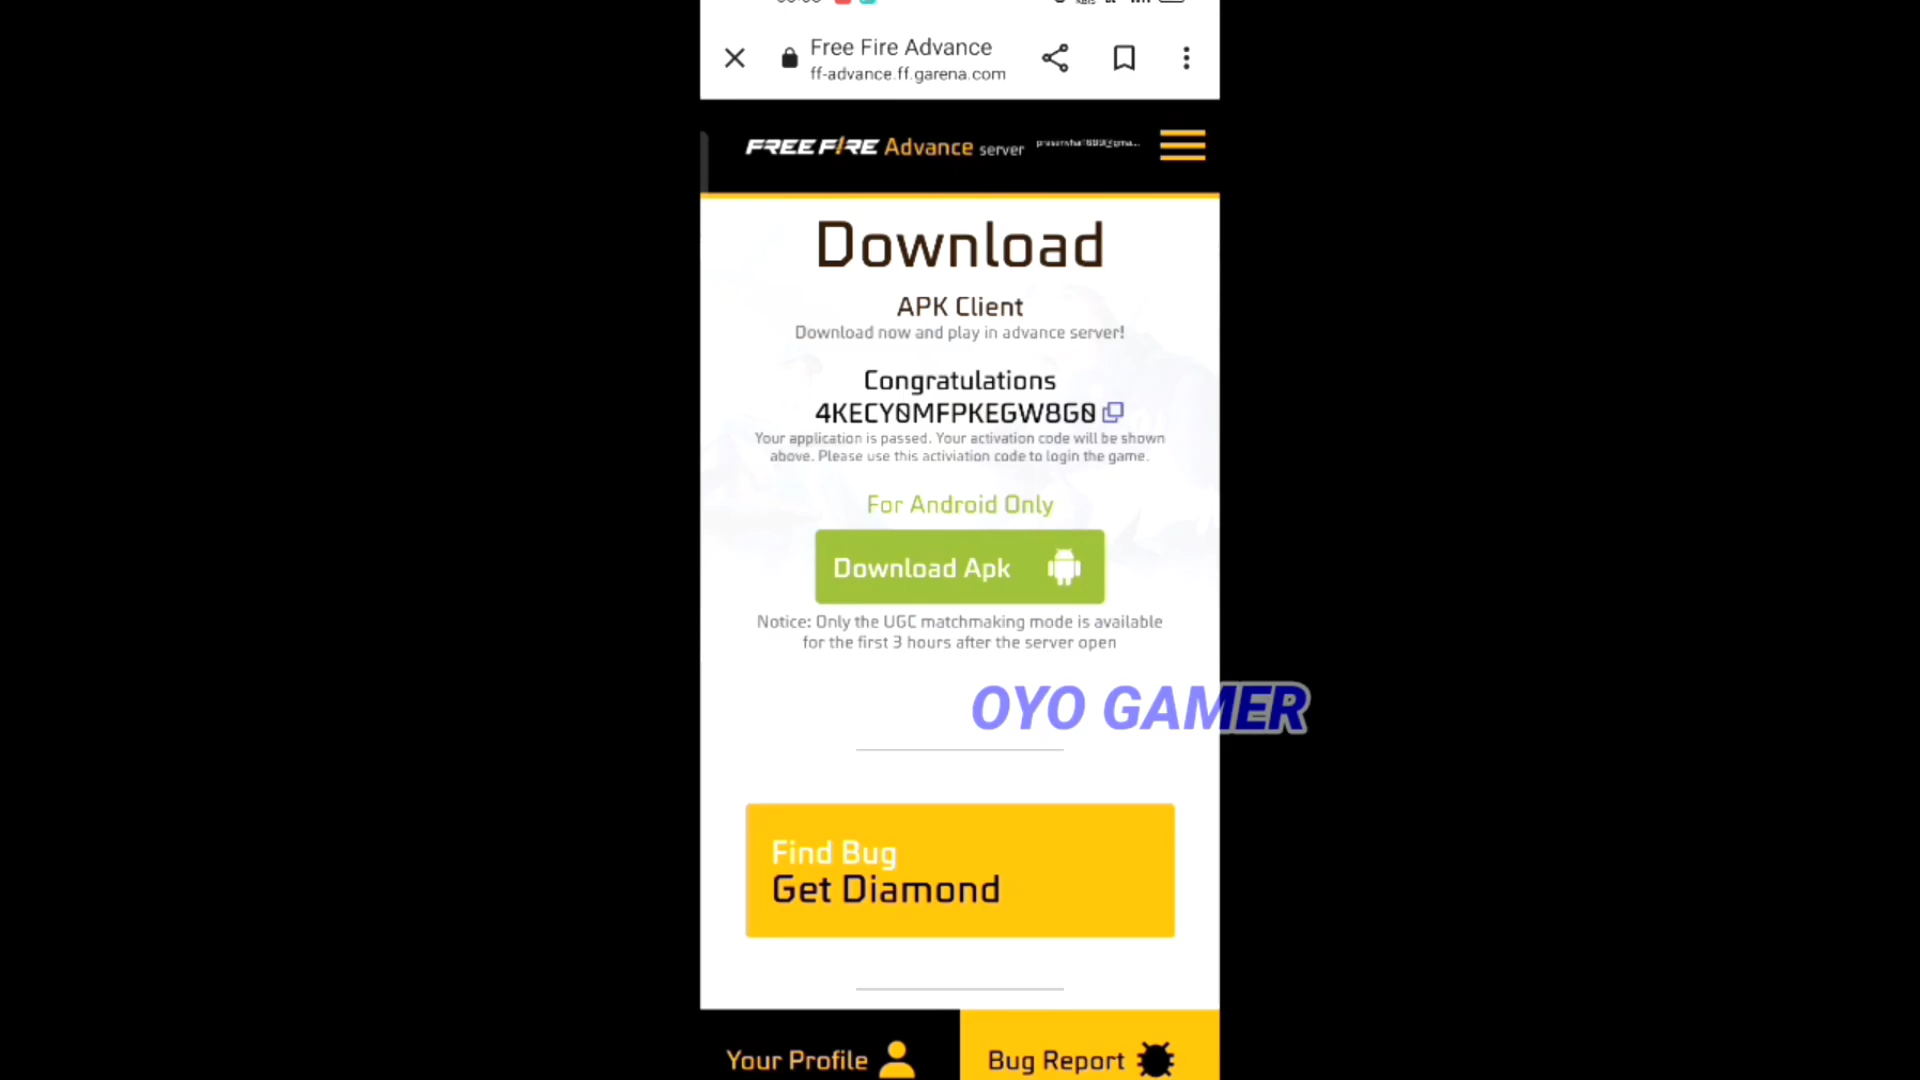 Free Fire Advance
ff-advance.ff.garena.com
FREE FIRE Advance server
Download
APK Client
Download now and play in advance server!
Congratulations
4KECY0MFPKEGW8G0
Your application is passed. Your activation code will be shown
above. Please use this activiation code to login the game.
For Android Only
Download Apk
Notice: Only the UGC matchmaking mode is available
for the first 3 hours after the server open
OYO GAMER
Find Bug
Get Diamond
Your Profile
Bug Report